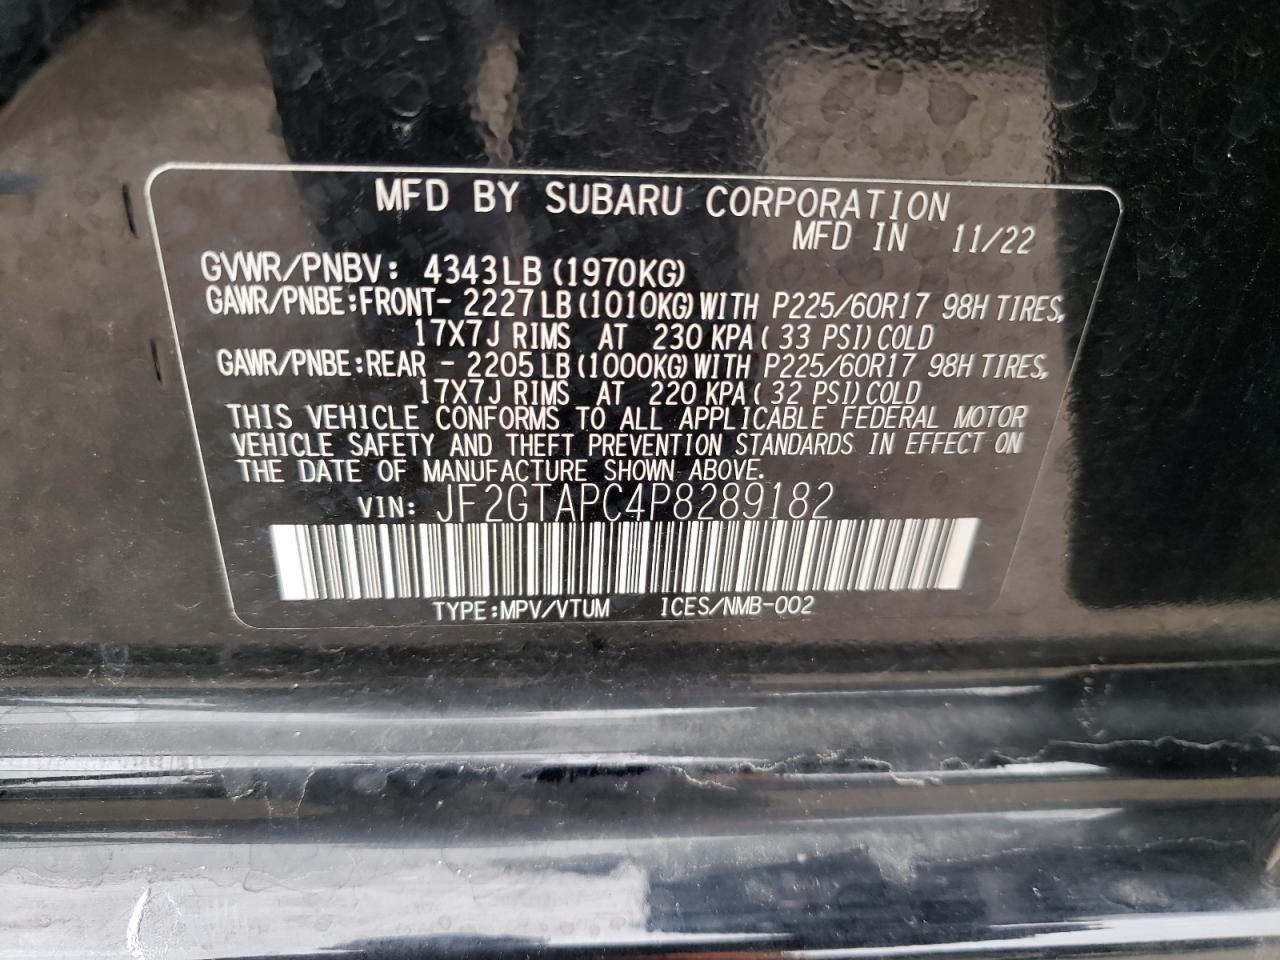 MFD BY SUBARU CORPORATION
MFD IN 11/22
GVWR/PNBV: 4343LB (1970KG)
GAWR/PNBE:FRONT- 2227LB (1010KG) WITH P225/60R17 98H TIRES,
17X7J RIMS AT 230 KPA ( 33 PSI) COLD
GAWR/PNBE:REAR - 2205LB (1000KG) WITH P225/60R17 98H TIRES,
17X7J RIMS AT 220 KPA ( 32 PSI) COLD
THIS VEHICLE CONFORMS TO ALL APPLICABLE FEDERAL MOTOR
VEHICLE SAFETY AND THEFT PREVENTION STANDARDS IN EFFECT ON
THE DATE OF MANUFACTURE SHOWN ABOVE.
VIN: JF2GTAPC4P8289182
TYPE:MPV/VTUM ICES/NMB-002